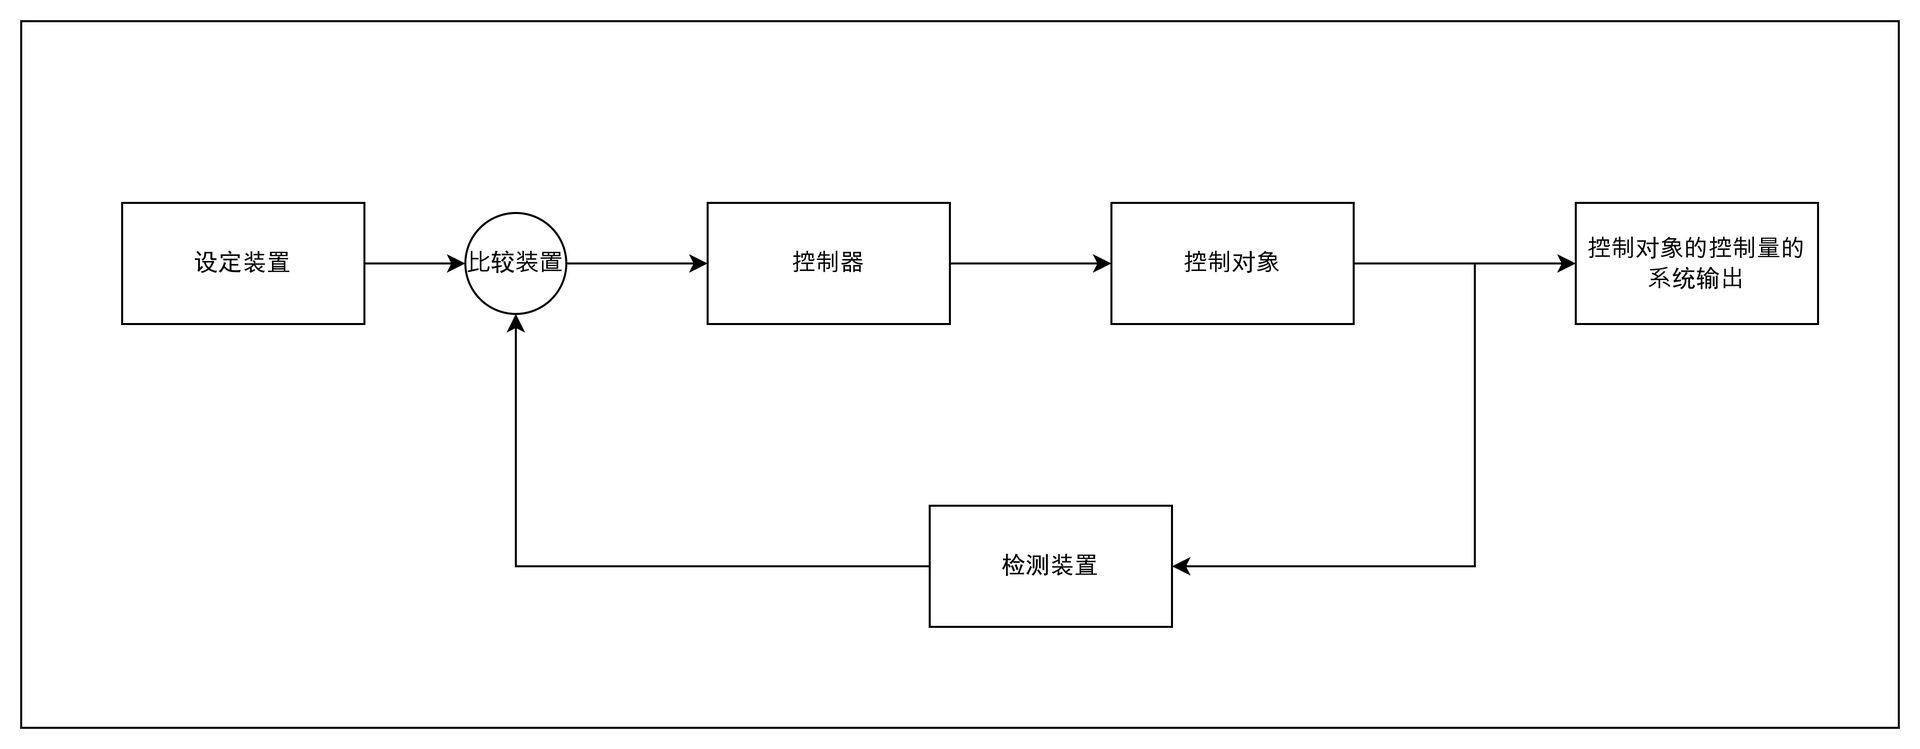 设定装置
比较装置
控制器
控制对象
控制对象的控制量的
系统输出
检测装置